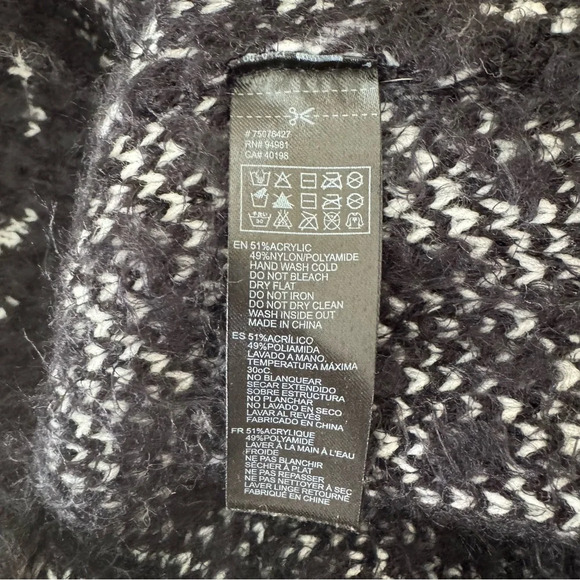 # 75076427
RN# 94981
CA# 40198
EN 51%ACRYLIC
49%NYLON/POLYAMIDE
HAND WASH COLD
DO NOT BLEACH
DRY FLAT
DO NOT IRON
DO NOT DRY CLEAN
WASH INSIDE OUT
MADE IN CHINA
ES 51%ACRÍLICO
49%POLIAMIDA
LAVADO A MANO,
TEMPERATURA MÁXIMA
30oC
NO BLANQUEAR
SECAR EXTENDIDO
SOBRE ESTRUCTURA
NO PLANCHAR
NO LAVADO EN SECO
LAVAR AL REVÉS
FABRICADO EN CHINA
FR 51%ACRYLIQUE
49%POLYAMIDE
LAVER À LA MAIN À L'EAU
FROIDE
NE PAS BLANCHIR
SÉCHER À PLAT
NE PAS REPASSER
NE PAS NETTOYER À SEC
LAVER LINGE RETOURNÉ
FABRIQUÉ EN CHINE